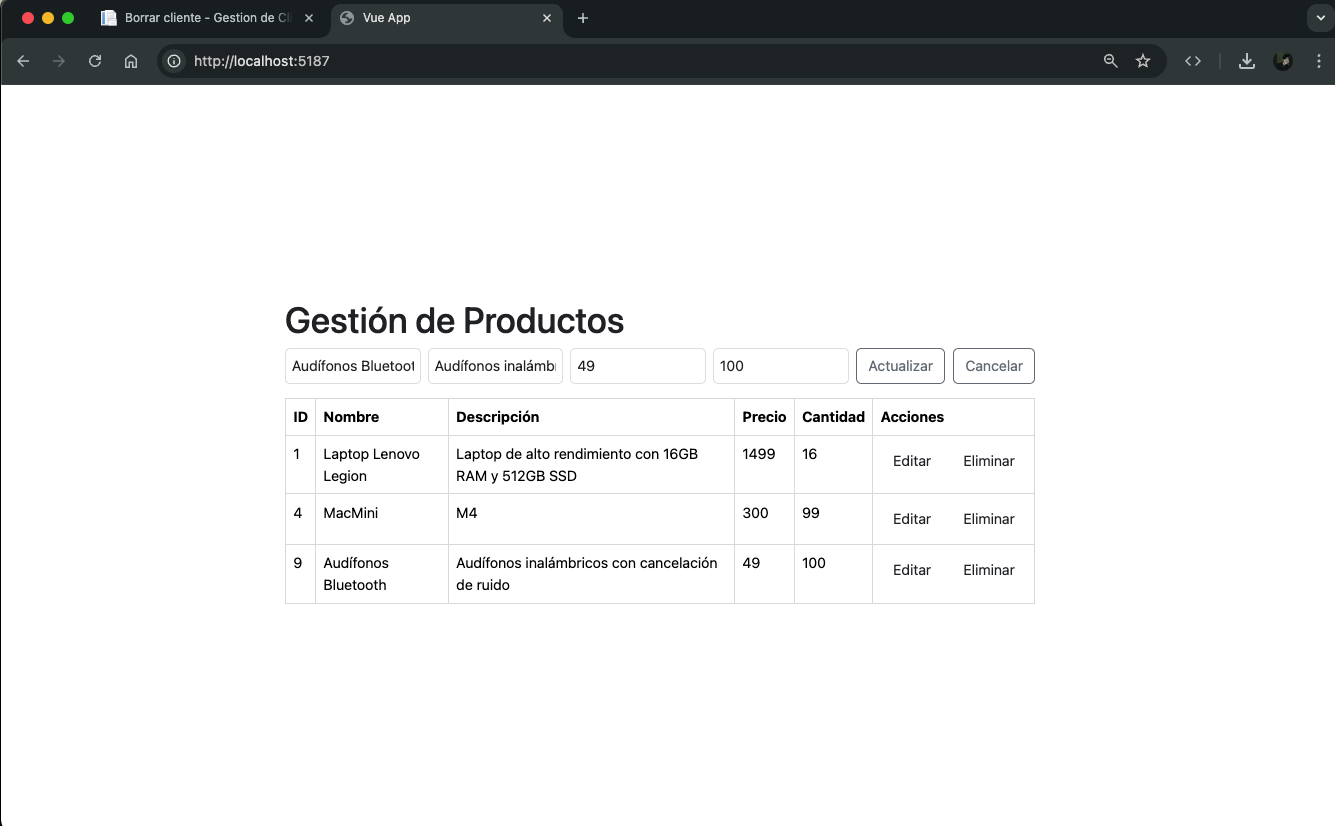 Borrar cliente - Gestion de Cli
Vue App
http://localhost:5187
Gestión de Productos
Audífonos Bluetoot Audífonos inalámb 49 100 Actualizar Cancelar
ID Nombre Descripción Precio Cantidad Acciones
1 Laptop Lenovo Laptop de alto rendimiento con 16GB 1499 16 Editar Eliminar
Legion RAM y 512GB SSD
4 MacMini M4 300 99 Editar Eliminar
9 Audífonos Audífonos inalámbricos con cancelación 49 100 Editar Eliminar
Bluetooth de ruido